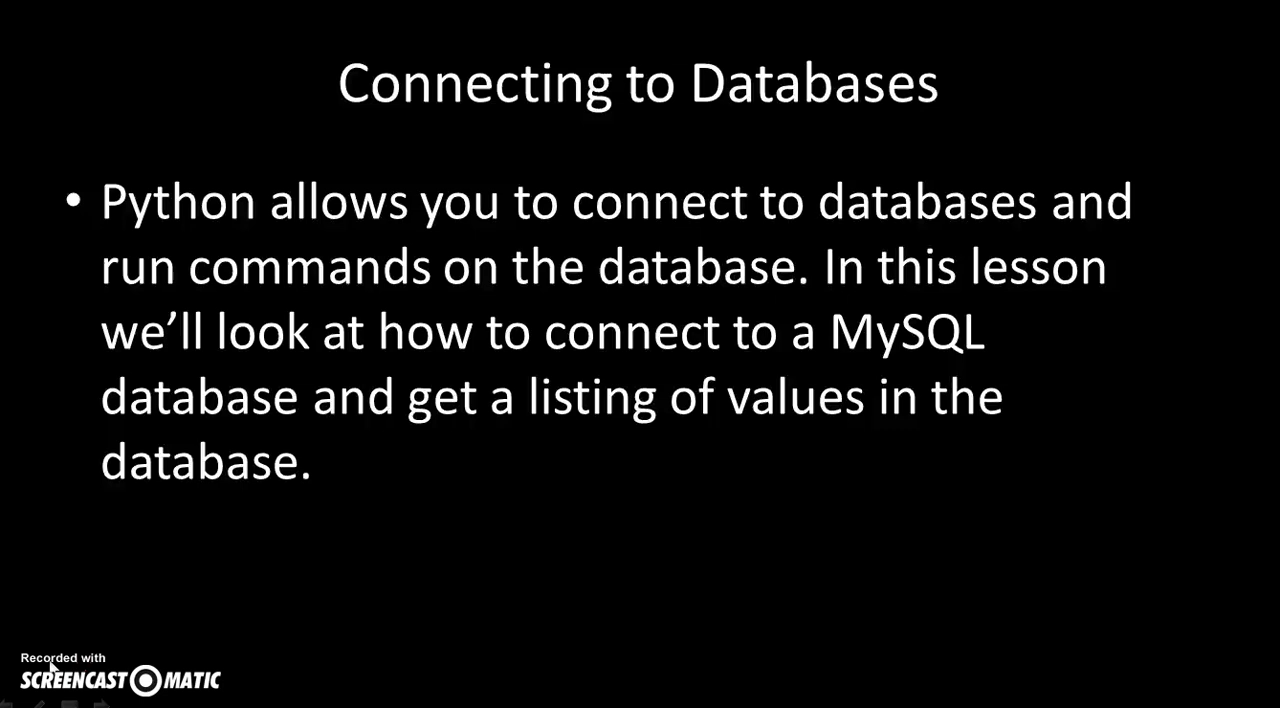 Connecting to Databases
• Python allows you to connect to databases and
run commands on the database. In this lesson
we’ll look at how to connect to a MySQL
database and get a listing of values in the
database.
Recorded with
SCREENCAST MATIC